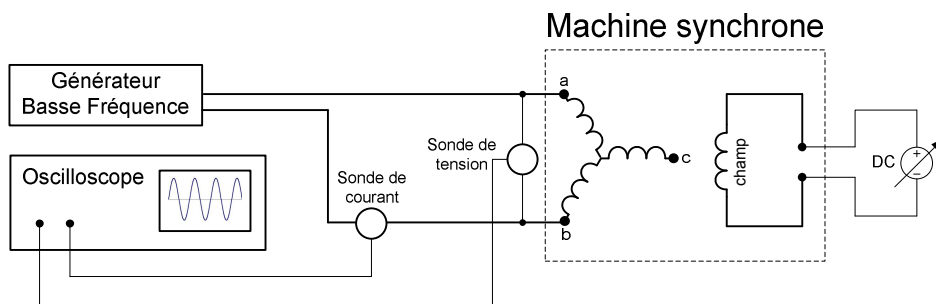 Machine synchrone
Générateur
Basse Fréquence
a
Sonde de
tension
c
champ
DC
+
−
Oscilloscope
Sonde de
courant
b